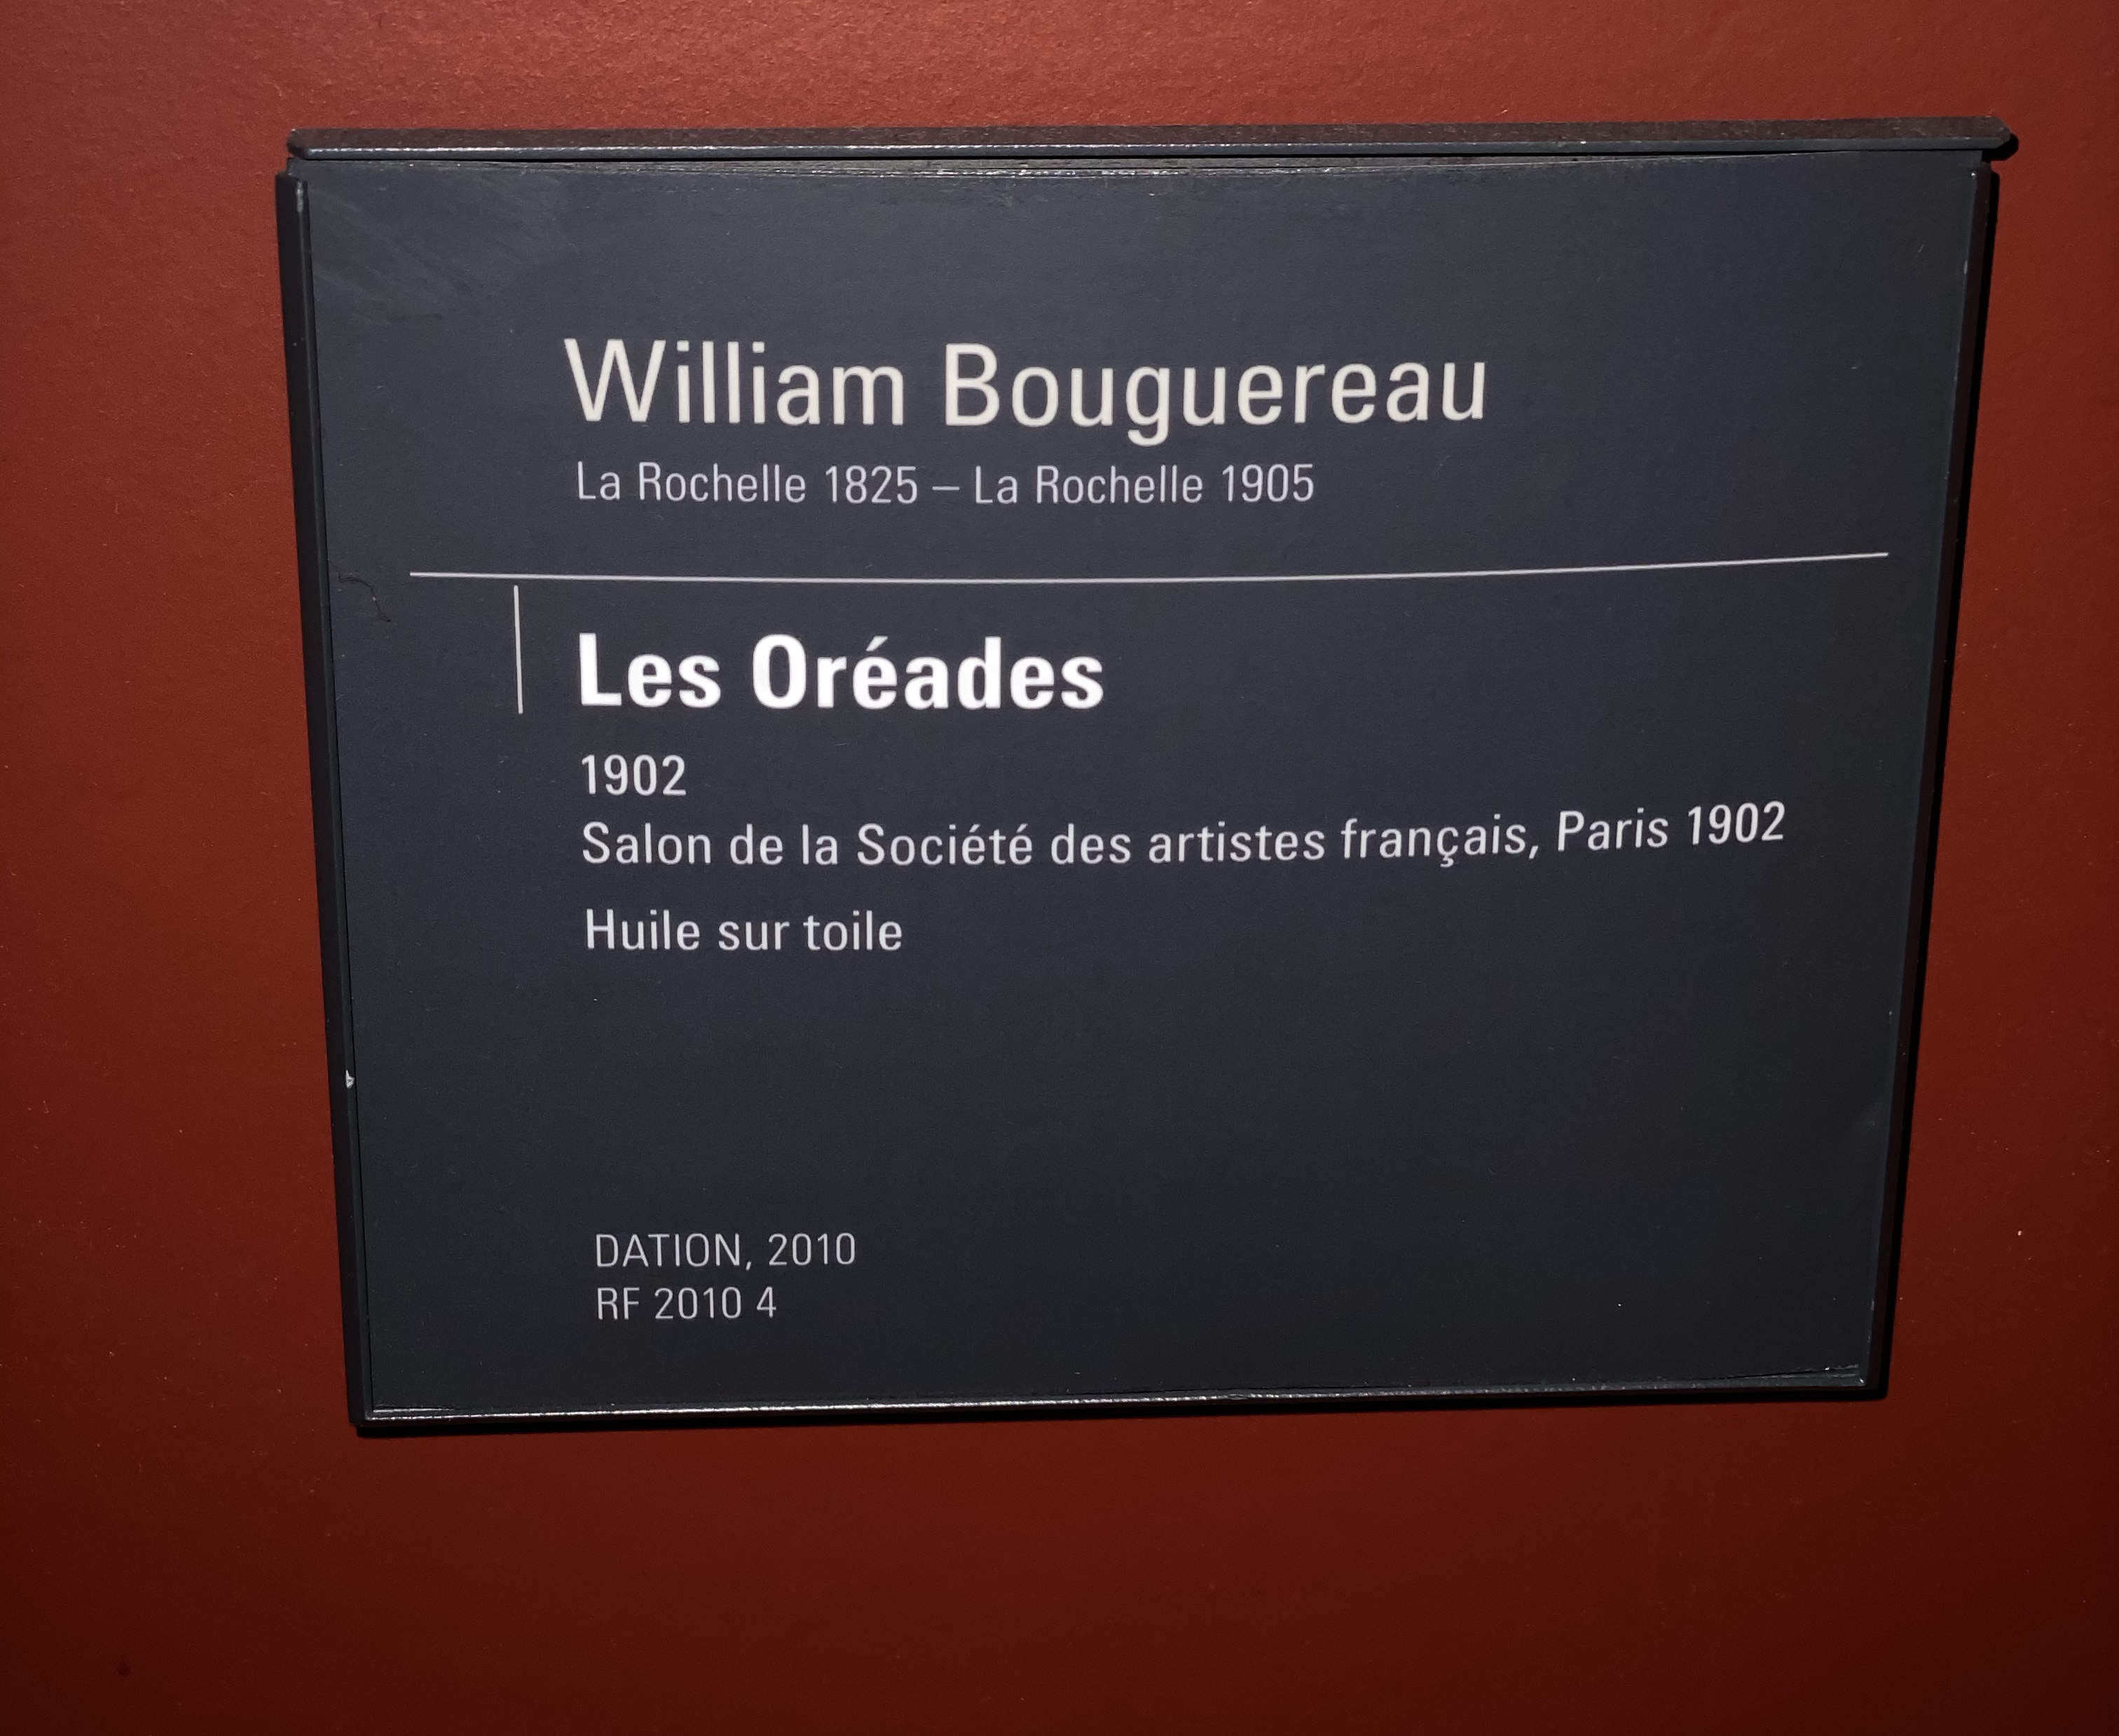 William Bouguereau
La Rochelle 1825 – La Rochelle 1905
Les Oréades
1902
Salon de la Société des artistes français, Paris 1902
Huile sur toile
DATION, 2010
RF 2010 4